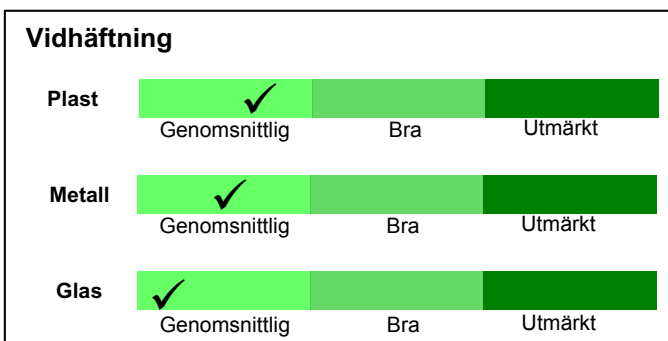 Vidhäftning
Plast
Genomsnittlig Bra Utmärkt
Metall
Genomsnittlig Bra Utmärkt
Glas
Genomsnittlig Bra Utmärkt